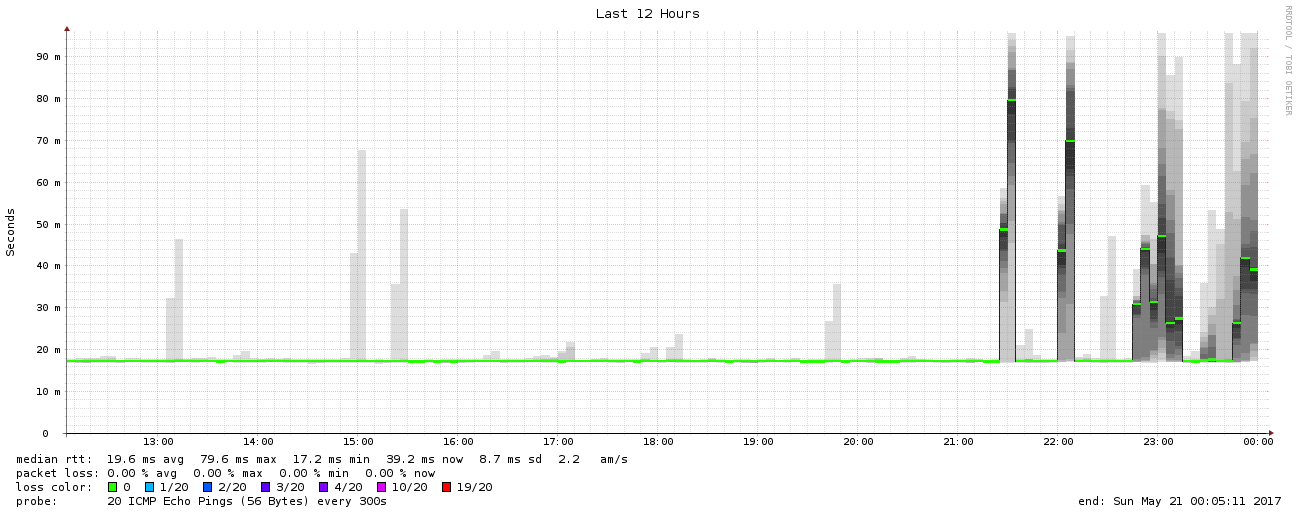 Last 12 Hours
RRDTOOL / TOBI OETIKER
Seconds
90 m
80 m
70 m
60 m
50 m
40 m
30 m
20 m
10 m
0
13:00 14:00 15:00 16:00 17:00 18:00 19:00 20:00 21:00 22:00 23:00 00:00
median rtt: 19.6 ms avg 79.6 ms max 17.2 ms min 39.2 ms now 8.7 ms sd 2.2 am/s
packet loss: 0.00 % avg 0.00 % max 0.00 % min 0.00 % now
loss color: 0 1/20 2/20 3/20 4/20 10/20 19/20
probe: 20 ICMP Echo Pings (56 Bytes) every 300s end: Sun May 21 00:05:11 2017